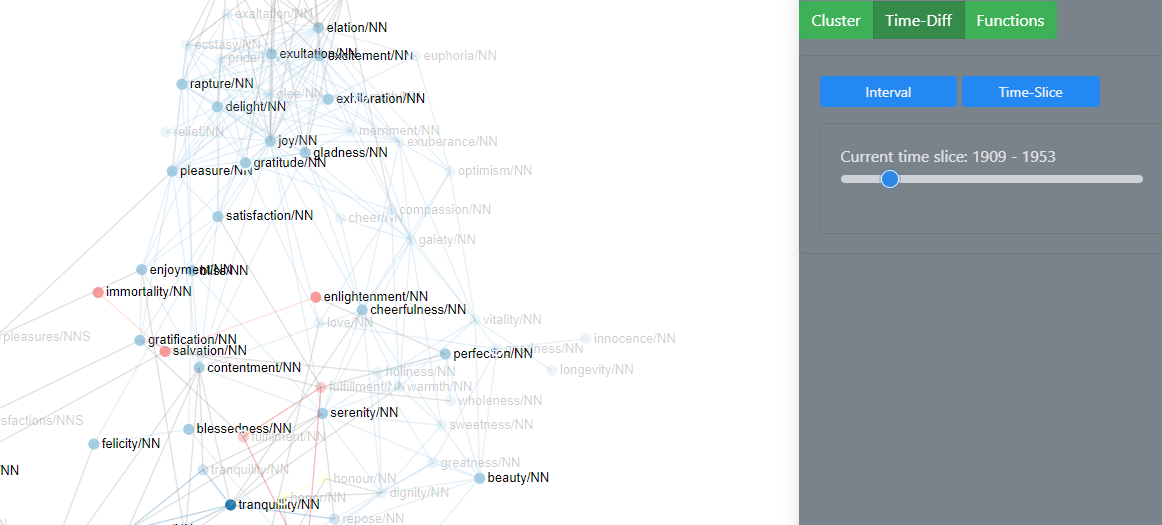 exaltation/NN
elation/NN
ecstasy/NN
pride/NN
exultation/NN
excitement/NN
euphoria/NN
rapture/NN
glee/NN
exhilaration/NN
delight/NN
relief/NN
merriment/NN
joy/NN
exuberance/NN
gladness/NN
gratitude/NN
pleasure/NN
optimism/NN
satisfaction/NN
cheer/NN
compassion/NN
gaiety/NN
enjoyment/NN
bliss/NN
immortality/NN
enlightenment/NN
cheerfulness/NN
love/NN
vitality/NN
pleasures/NNS
gratification/NN
innocence/NN
salvation/NN
perfection/NN
contentment/NN
holiness/NN
longevity/NN
fulfillment/NN
warmth/NN
wholeness/NN
serenity/NN
sfactions/NNS
blessedness/NN
sweetness/NN
fulfilment/NN
felicity/NN
greatness/NN
/NN
tranquility/NN
beauty/NN
honour/NN
dignity/NN
honor/NN
tranquillity/NN
repose/NN
Cluster
Time-Diff
Functions
Interval
Time-Slice
Current time slice: 1909 - 1953